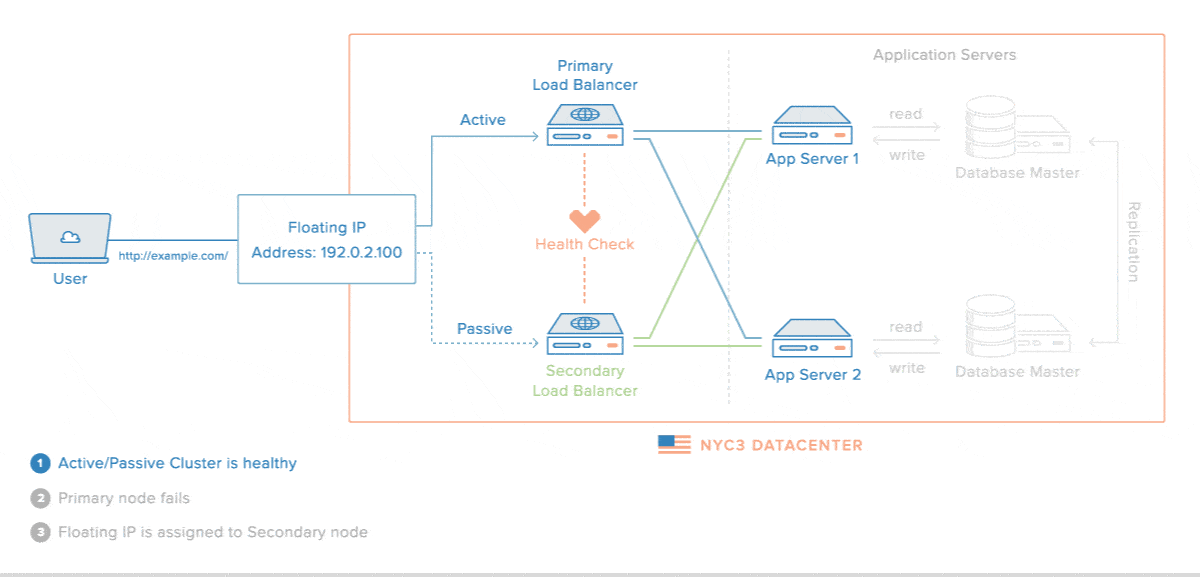 Application Servers
Primary
Load Balancer
Active
App Server 1
read
write
Database Master
Floating IP
Address: 192.0.2.100
http://example.com/
User
Health Check
Replication
Passive
Secondary
Load Balancer
App Server 2
read
write
Database Master
NYC3 DATACENTER
1 Active/Passive Cluster is healthy
2 Primary node fails
3 Floating IP is assigned to Secondary node